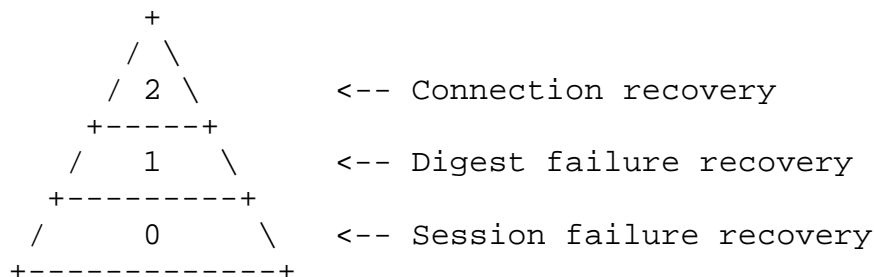 +
/ \
/ 2 \ <-- Connection recovery
+-----+
/ 1 \ <-- Digest failure recovery
+---------+
/ 0 \ <-- Session failure recovery
+-------------+